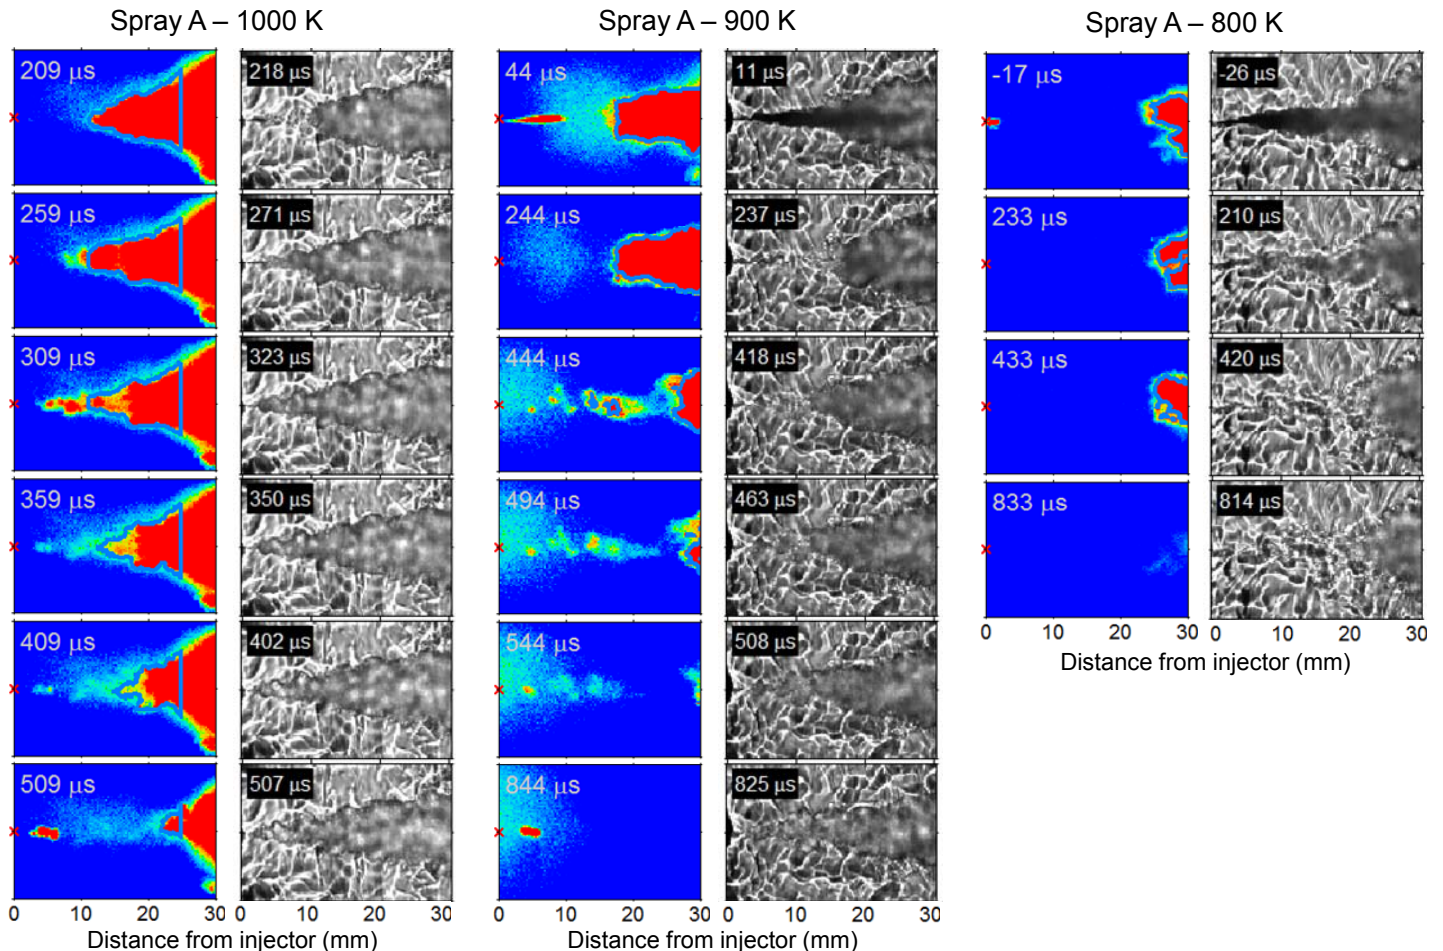 Spray A – 1000 K
Spray A – 900 K
Spray A – 800 K
209 μs
218 μs
44 μs
11 μs
-17 μs
-26 μs
259 μs
271 μs
244 μs
237 μs
233 μs
210 μs
309 μs
323 μs
444 μs
418 μs
433 μs
420 μs
359 μs
350 μs
494 μs
463 μs
833 μs
814 μs
0 10 20 30
0 10 20 30
Distance from injector (mm)
409 μs
402 μs
544 μs
508 μs
509 μs
507 μs
844 μs
825 μs
0 10 20 30
0 10 20 30
0 10 20 30
0 10 20 30
Distance from injector (mm)
Distance from injector (mm)